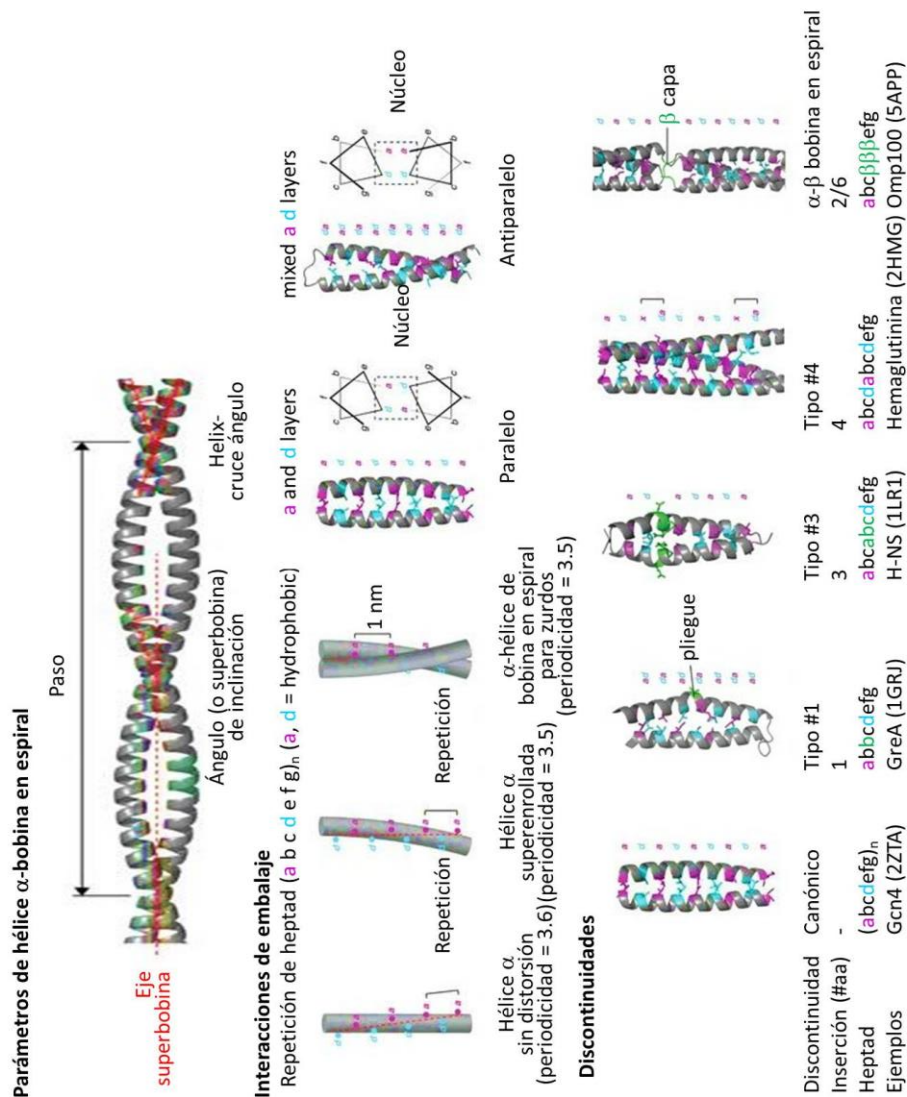 Parámetros de hélice α-bobina en espiral
Paso
Eje
superbobina
Ángulo (o superbobina)
de inclinación
Helix-
cruce ángulo
Interacciones de embalaje
Repetición de heptad (a b c d e f g)n (a, d = hydrophobic)
a and d layers
mixed a d layers
Repetición
Repetición
1 nm
Núcleo
Núcleo
Hélice α
sin distorsión
(periodicidad = 3.6)
Hélice α
superenrollada
(periodicidad = 3.5)
α-hélice de
bobina en espiral
para zurdos
(periodicidad = 3.5)
Paralelo
Antiparalelo
Discontinuidades
pliegue
β capa
Discontinuidad Canónico Tipo #1 Tipo #3 Tipo #4 α-β bobina en espiral
Inserción (#aa) - 1 3 4 2/6
Heptad (abcdefg)n abbcdefg abcabcdefg abcdabcdefg abcβββefg
Ejemplos Gcn4 (2ZTA) GreA (1GRJ) H-NS (1LR1) Hemaglutinina (2HMG) Omp100 (5APP)